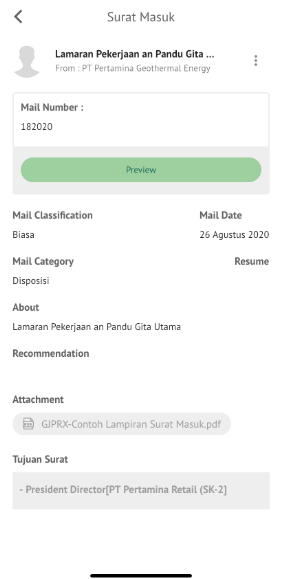 Surat Masuk
Lamaran Pekerjaan an Pandu Gita ...
From : PT Pertamina Geothermal Energy
Mail Number :
182020
Preview
Mail Classification
Mail Date
Biasa
26 Agustus 2020
Mail Category
Resume
Disposisi
About
Lamaran Pekerjaan an Pandu Gita Utama
Recommendation
Attachment
GJPRX-Contoh Lampiran Surat Masuk.pdf
Tujuan Surat
- President Director[PT Pertamina Retail (SK-2]